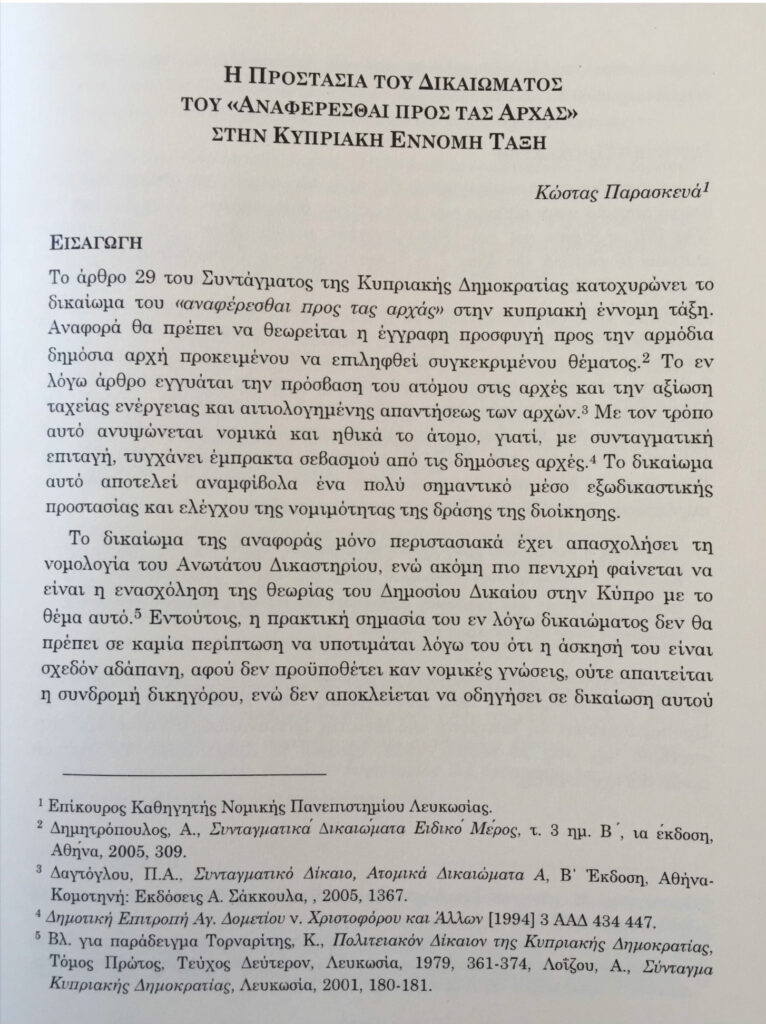 Η ΠΡΟΣΤΑΣΙΑ ΤΟΥ ΔΙΚΑΙΩΜΑΤΟΣ
ΤΟΥ «ΑΝΑΦΕΡΕΣΘΑΙ ΠΡΟΣ ΤΑΣ ΑΡΧΑΣ»
ΣΤΗΝ ΚΥΠΡΙΑΚΗ ΕΝΝΟΜΗ ΤΑΞΗ
Κώστας Παρασκευά1
ΕΙΣΑΓΩΓΗ
Το άρθρο 29 του Συντάγματος της Κυπριακής Δημοκρατίας κατοχυρώνει το
δικαίωμα του «αναφέρεσθαι προς τας αρχάς» στην κυπριακή έννομη τάξη.
Αναφορά θα πρέπει να θεωρείται η έγγραφη προσφυγή προς την αρμόδια
δημόσια αρχή προκειμένου να επιληφθεί συγκεκριμένου θέματος.2 Το εν
λόγω άρθρο εγγυάται την πρόσβαση του ατόμου στις αρχές και την αξίωση
ταχείας ενέργειας και αιτιολογημένης απαντήσεως των αρχών.3 Με τον τρόπο
αυτό ανυψώνεται νομικά και ηθικά το άτομο, γιατί, με συνταγματική
επιταγή, τυγχάνει έμπρακτα σεβασμού από τις δημόσιες αρχές.4 Το δικαίωμα
αυτό αποτελεί αναμφίβολα ένα πολύ σημαντικό μέσο εξωδικαστικής
προστασίας και ελέγχου της νομιμότητας της δράσης της διοίκησης.
Το δικαίωμα της αναφοράς μόνο περιστασιακά έχει απασχολήσει τη
νομολογία του Ανωτάτου Δικαστηρίου, ενώ ακόμη πιο πενιχρή φαίνεται να
είναι η ενασχόληση της θεωρίας του Δημοσίου Δικαίου στην Κύπρο με το
θέμα αυτό.5 Εντούτοις, η πρακτική σημασία του εν λόγω δικαιώματος δεν θα
πρέπει σε καμία περίπτωση να υποτιμάται λόγω του ότι η άσκησή του είναι
σχεδόν αδάπανη, αφού δεν προϋποθέτει καν νομικές γνώσεις, ούτε απαιτείται
η συνδρομή δικηγόρου, ενώ δεν αποκλείεται να οδηγήσει σε δικαίωση αυτού
1 Επίκουρος Καθηγητής Νομικής Πανεπιστημίου Λευκωσίας.
2 Δημητρόπουλος, Α., Συνταγματικά Δικαιώματα Ειδικό Μέρος, τ. 3 ημ. Β΄, ια έκδοση,
Αθήνα, 2005, 309.
3 Δαγτόγλου, Π.Α., Συνταγματικό Δίκαιο, Ατομικά Δικαιώματα Α, Β' Έκδοση, Αθήνα-
Κομοτηνή: Εκδόσεις Α. Σάκκουλα, , 2005, 1367.
4 Δημοτική Επιτροπή Αγ. Δομετίου ν. Χριστοφόρου και Άλλων [1994] 3 ΑΑΔ 434 447.
5 Βλ. για παράδειγμα Τορναρίτης, Κ., Πολιτειακόν Δίκαιον της Κυπριακής Δημοκρατίας,
Τόμος Πρώτος, Τεύχος Δεύτερον, Λευκωσία, 1979, 361-374, Λοΐζου, Α., Σύνταγμα
Κυπριακής Δημοκρατίας, Λευκωσία, 2001, 180-181.